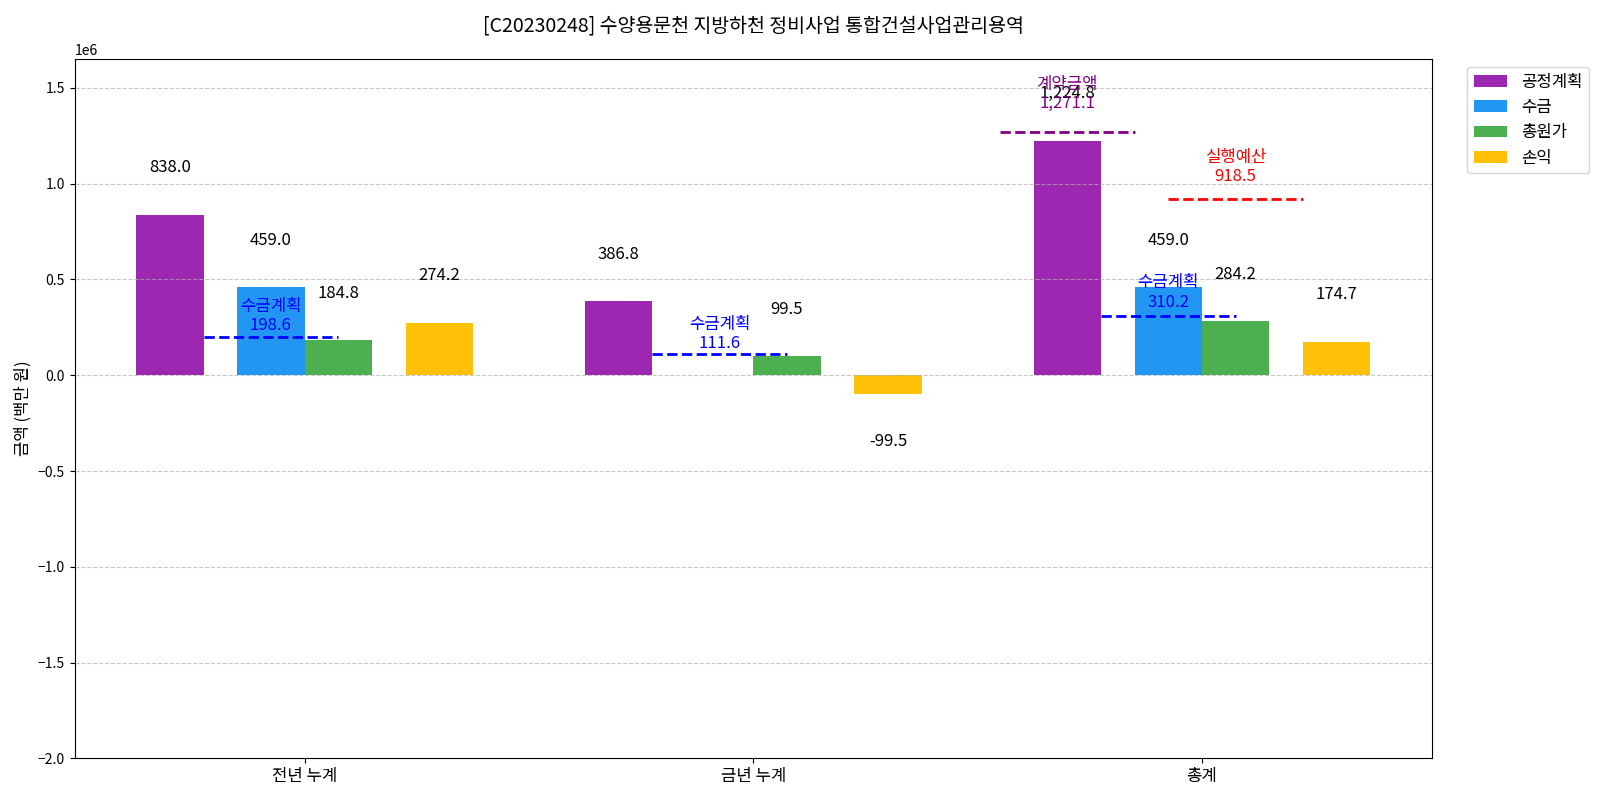 [C20230248] 수양용문천 지방하천 정비사업 통합건설사업관리용역
1e6
금액 (백만 원)
1.5
1.0
0.5
0.0
−0.5
−1.0
−1.5
−2.0
838.0
459.0
184.8
274.2
수금계획
198.6
386.8
99.5
-99.5
수금계획
111.6
계약금액
1,271.1
1,224.8
실행예산
918.5
459.0
284.2
174.7
수금계획
310.2
전년 누계
금년 누계
총계
공정계획
수금
총원가
손익